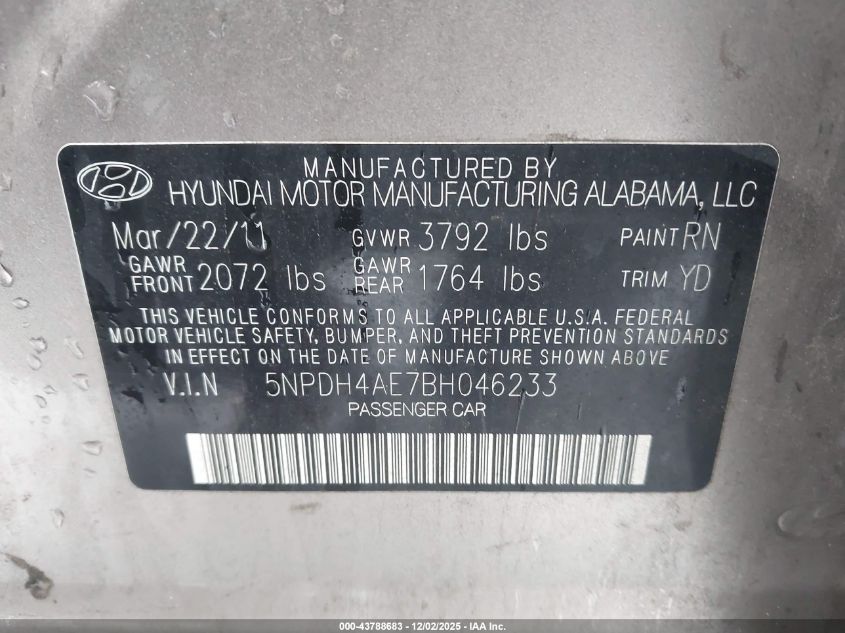 MANUFACTURED BY
HYUNDAI MOTOR MANUFACTURING ALABAMA, LLC
Mar/22/11 GVWR 3792 lbs PAINT RN
GAWR FRONT 2072 lbs GAWR REAR 1764 lbs TRIM YD
THIS VEHICLE CONFORMS TO ALL APPLICABLE U.S.A. FEDERAL
MOTOR VEHICLE SAFETY, BUMPER, AND THEFT PREVENTION STANDARDS
IN EFFECT ON THE DATE OF MANUFACTURE SHOWN ABOVE
V.I.N 5NPDH4AE7BH046233
PASSENGER CAR
000-43788683 - 12/02/2025 - IAA Inc.